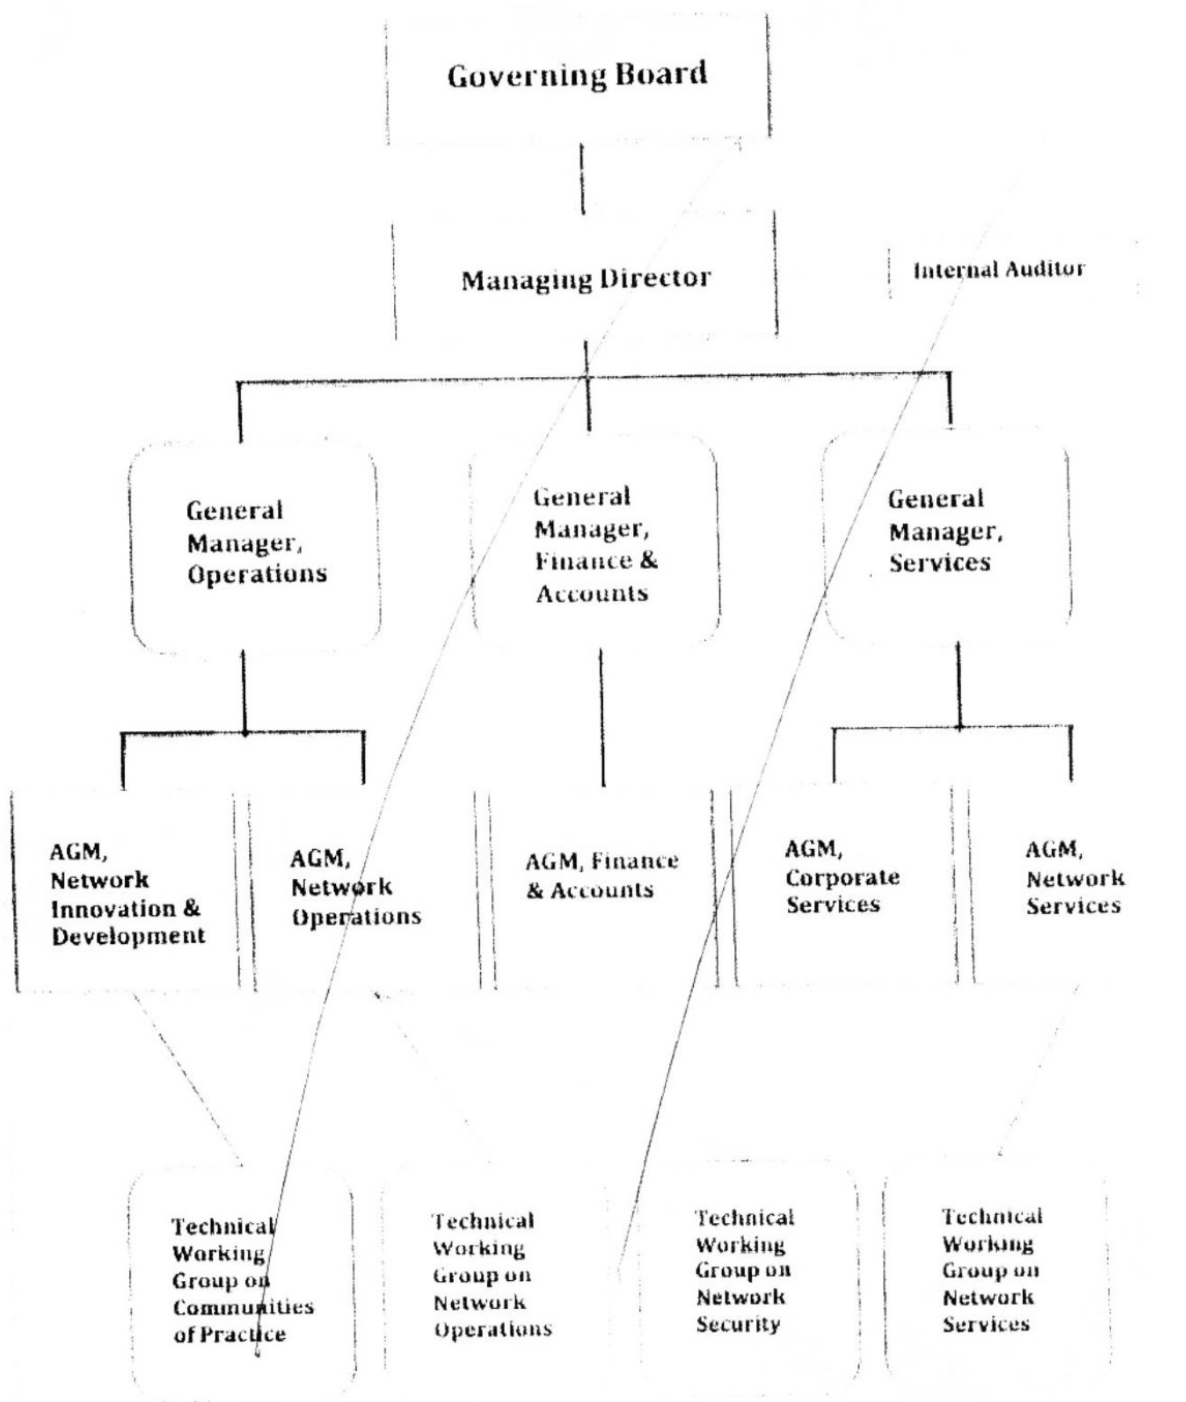 Governing Board
Managing Director
Internal Auditor
General
Manager,
Operations
General
Manager,
Finance &
Accounts
General
Manager,
Services
AGM,
Network
Innovation &
Development
AGM,
Network
Operations
AGM, Finance
& Accounts
AGM,
Corporate
Services
AGM,
Network
Services
Technical
Working
Group on
Communities
of Practice
Technical
Working
Group on
Network
Operations
Technical
Working
Group on
Network
Security
Technical
Working
Group on
Network
Services